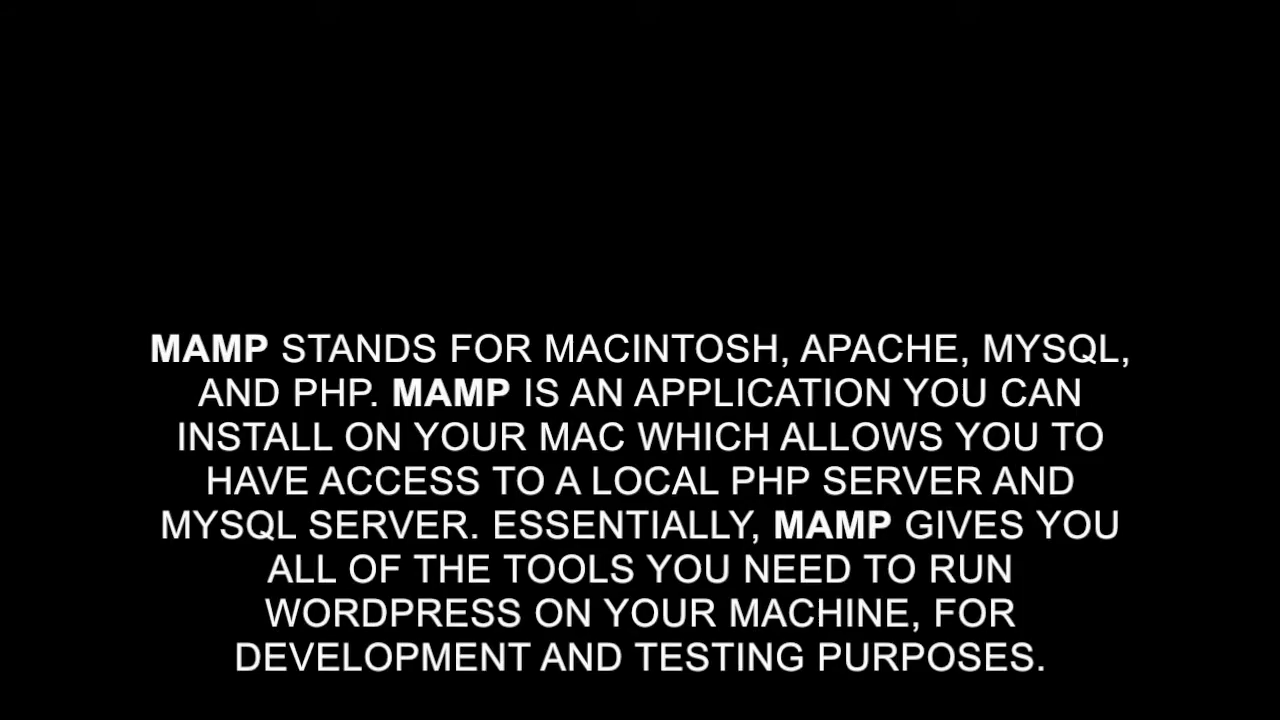 MAMP STANDS FOR MACINTOSH, APACHE, MYSQL,
AND PHP. MAMP IS AN APPLICATION YOU CAN
INSTALL ON YOUR MAC WHICH ALLOWS YOU TO
HAVE ACCESS TO A LOCAL PHP SERVER AND
MYSQL SERVER. ESSENTIALLY, MAMP GIVES YOU
ALL OF THE TOOLS YOU NEED TO RUN
WORDPRESS ON YOUR MACHINE, FOR
DEVELOPMENT AND TESTING PURPOSES.